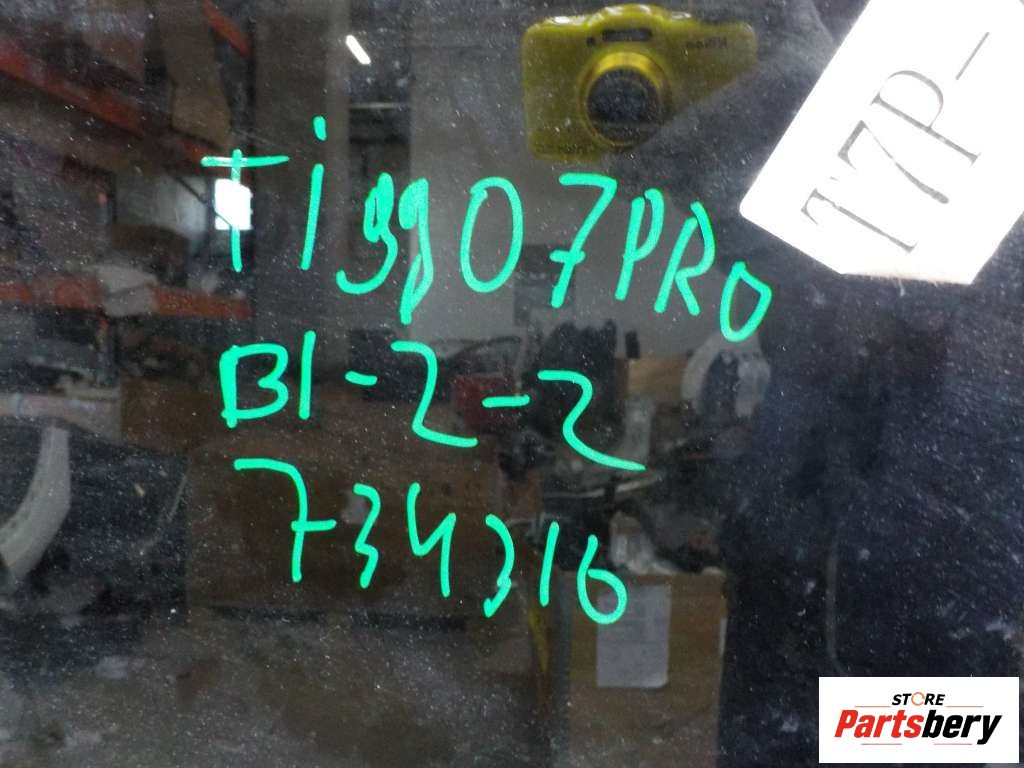 Tiggo7PRO
B1-2-2
734316
T7P-
STORE
Partsbery